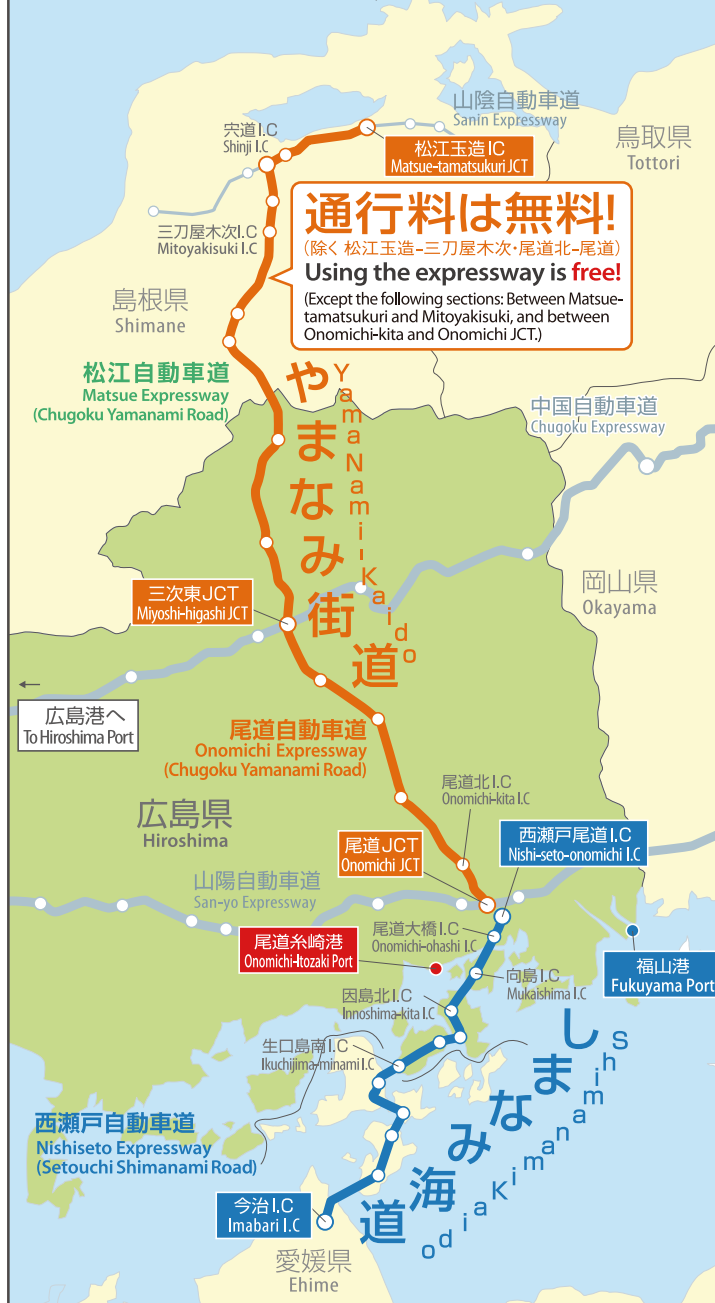 山陰自動車道
Sanin Expressway
宍道I.C
Shinji I.C
松江玉造IC
Matsue-tamatsukuri JCT
鳥取県
Tottori
通行料は無料!
(除く 松江玉造-三刀屋木次・尾道北-尾道)
Using the expressway is free!
(Except the following sections: Between Matsue-
tamatsukuri and Mitoyakisuki, and between
Onomichi-kita and Onomichi JCT.)
三刀屋木次I.C
Mitoyakisuki I.C
島根県
Shimane
松江自動車道
Matsue Expressway
(Chugoku Yamanami Road)
やまなみ街道
YamaNami-Kaido
中国自動車道
Chugoku Expressway
岡山県
Okayama
三次東JCT
Miyoshi-higashi JCT
←
広島港へ
To Hiroshima Port
尾道自動車道
Onomichi Expressway
(Chugoku Yamanami Road)
尾道北I.C
Onomichi-kita I.C
広島県
Hiroshima
尾道JCT
Onomichi JCT
西瀬戸尾道I.C
Nishi-seto-onomichi I.C
山陽自動車道
San-yo Expressway
尾道大橋I.C
Onomichi-ohashi I.C
尾道糸崎港
Onomichi-Itozaki Port
福山港
Fukuyama Port
向島I.C
Mukaishima I.C
因島北I.C
Innoshima-kita I.C
生口島南I.C
Ikuchijima-minami I.C
しまなみ海道
ShimanamiKaido
西瀬戸自動車道
Nishiseto Expressway
(Setouchi Shimanami Road)
今治I.C
Imabari I.C
愛媛県
Ehime